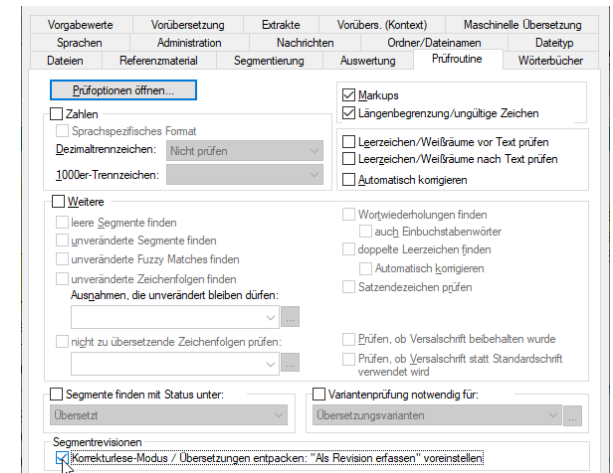 Vorgabewerte Vorübersetzung Extrakte Vorübers. (Kontext) Maschinelle Übersetzung
Sprachen Administration Nachrichten Ordner/Dateinamen Dateityp
Dateien Referenzmaterial Segmentierung Auswertung Prüfroutine Wörterbücher
Prüfoptionen öffnen...
Zahlen
Sprachspezifisches Format
Dezimaltrennzeichen: Nicht prüfen
1000er-Trennzeichen:
Markups
Längenbegrenzung/ungültige Zeichen
Leerzeichen/Weißräume vor Text prüfen
Leerzeichen/Weißräume nach Text prüfen
Automatisch korrigieren
Weitere
leere Segmente finden
unveränderte Segmente finden
unveränderte Fuzzy Matches finden
unveränderte Zeichenfolgen finden
Ausnahmen, die unverändert bleiben dürfen:
...
nicht zu übersetzende Zeichenfolgen prüfen:
...
Wortwiederholungen finden
auch Einbuchstabenwörter
doppelte Leerzeichen finden
Automatisch korrigieren
Satzendezeichen prüfen
Prüfen, ob Versalschrift beibehalten wurde
Prüfen, ob Versalschrift statt Standardschrift
verwendet wird
Segmente finden mit Status unter:
Übersetzt
Variantenprüfung notwendig für:
Übersetzungsvarianten ...
Segmentrevisionen
Korrekturlese-Modus / Übersetzungen entpacken: "Als Revision erfassen" voreinstellen